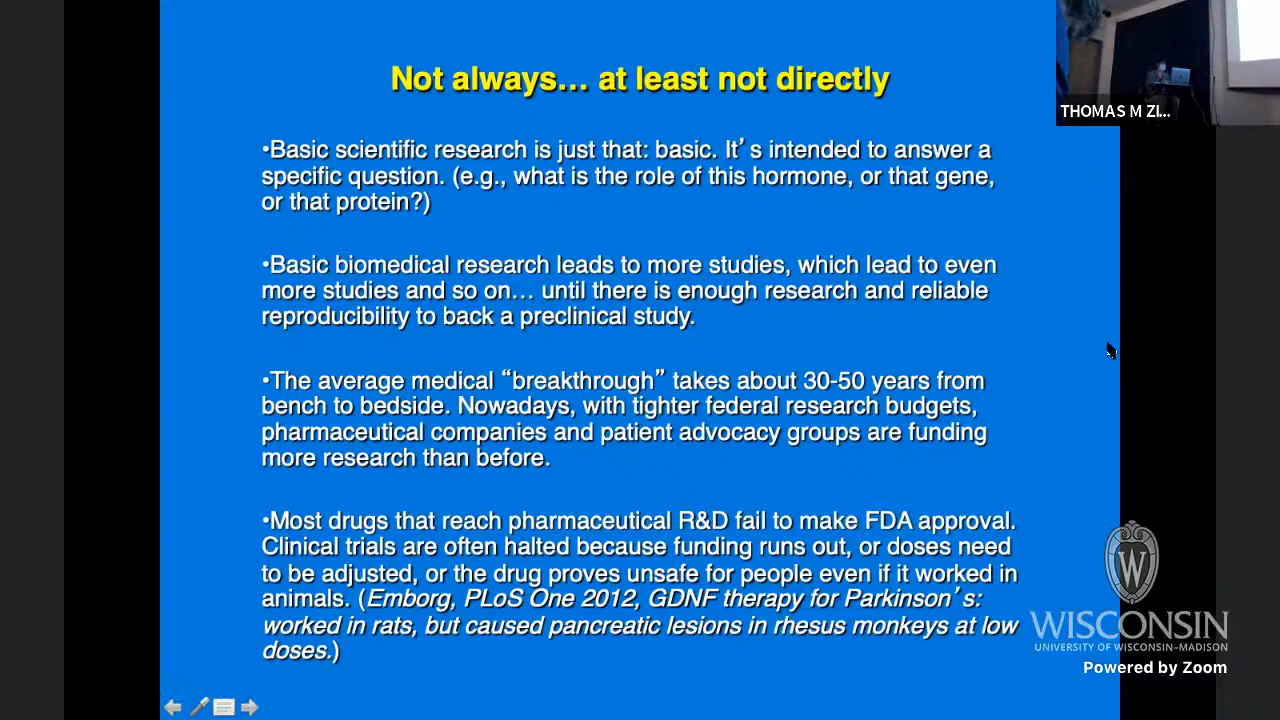 Not always… at least not directly
THOMAS M ZI...
•Basic scientific research is just that: basic. It’s intended to answer a
specific question. (e.g., what is the role of this hormone, or that gene,
or that protein?)
•Basic biomedical research leads to more studies, which lead to even
more studies and so on… until there is enough research and reliable
reproducibility to back a preclinical study.
•The average medical “breakthrough” takes about 30-50 years from
bench to bedside. Nowadays, with tighter federal research budgets,
pharmaceutical companies and patient advocacy groups are funding
more research than before.
•Most drugs that reach pharmaceutical R&D fail to make FDA approval.
Clinical trials are often halted because funding runs out, or doses need
to be adjusted, or the drug proves unsafe for people even if it worked in
animals. (Emborg, PLoS One 2012, GDNF therapy for Parkinson’s:
worked in rats, but caused pancreatic lesions in rhesus monkeys at low
doses.)
W
WISCONSIN
UNIVERSITY OF WISCONSIN–MADISON
Powered by Zoom